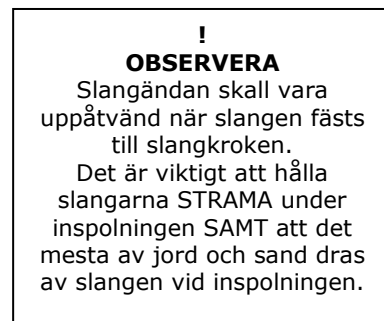 !
OBSERVERA
Slangändan skall vara
uppåtvänd när slangen fästs
till slangkroken.
Det är viktigt att hålla
slangarna STRAMA under
inspolningen SAMT att det
mesta av jord och sand dras
av slangen vid inspolningen.